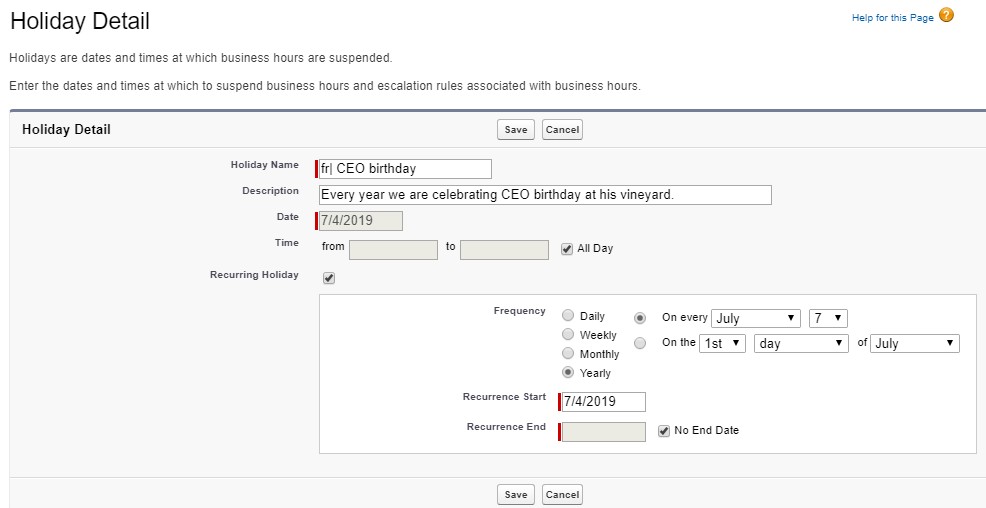 Holiday Detail
Help for this Page ?
Holidays are dates and times at which business hours are suspended.
Enter the dates and times at which to suspend business hours and escalation rules associated with business hours.
Holiday Detail Save Cancel
Holiday Name fr| CEO birthday
Description Every year we are celebrating CEO birthday at his vineyard.
Date 7/4/2019
Time from to All Day
Recurring Holiday
Frequency Daily On every July 7
Weekly On the 1st day of July
Monthly
Yearly
Recurrence Start 7/4/2019
Recurrence End No End Date
Save Cancel